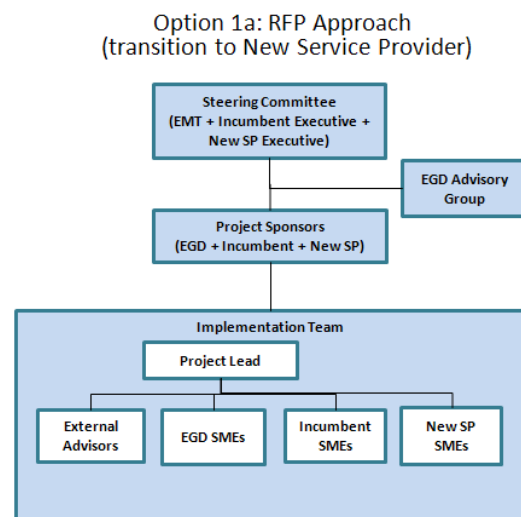 Option 1a: RFP Approach
(transition to New Service Provider)
Steering Committee
(EMT + Incumbent Executive +
New SP Executive)
EGD Advisory
Group
Project Sponsors
(EGD + Incumbent + New SP)
Implementation Team
Project Lead
External
Advisors
EGD SMEs
Incumbent
SMEs
New SP
SMEs